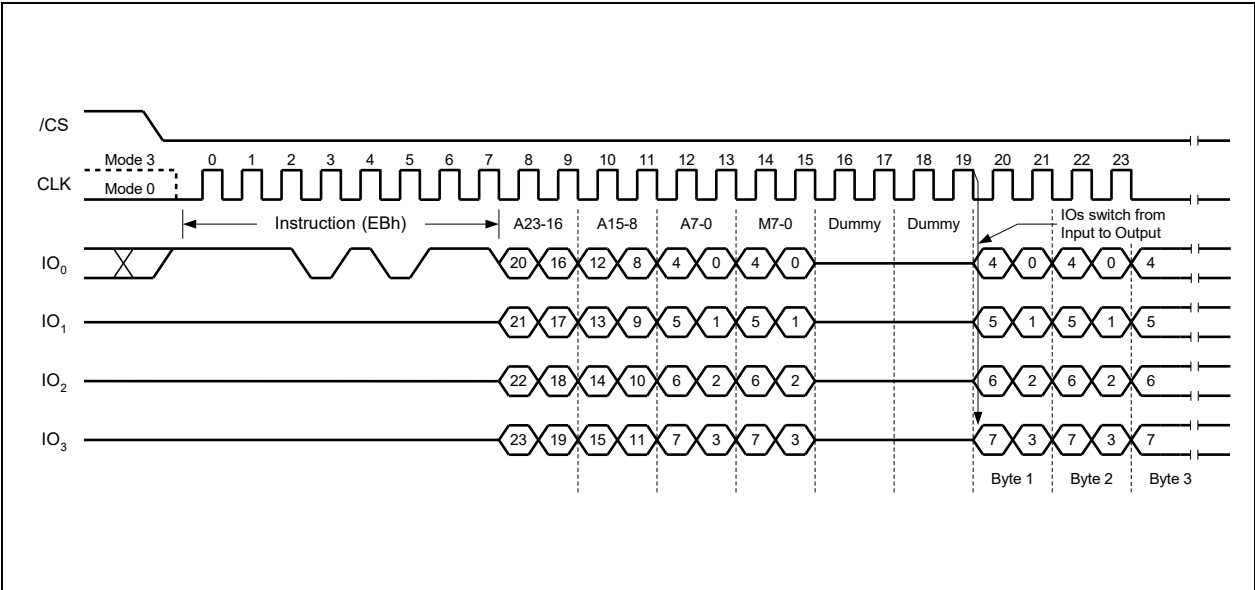 /CS
Mode 3 0 1 2 3 4 5 6 7 8 9 10 11 12 13 14 15 16 17 18 19 20 21 22 23
CLK
Mode 0
Instruction (EBh) A23-16 A15-8 A7-0 M7-0 Dummy Dummy IOs switch from
Input to Output
IO0 20 16 12 8 4 0 4 0 4 0 4 0 4
IO1 21 17 13 9 5 1 5 1 5 1 5 1 5
IO2 22 18 14 10 6 2 6 2 6 2 6 2 6
IO3 23 19 15 11 7 3 7 3 7 3 7 3 7
Byte 1 Byte 2 Byte 3